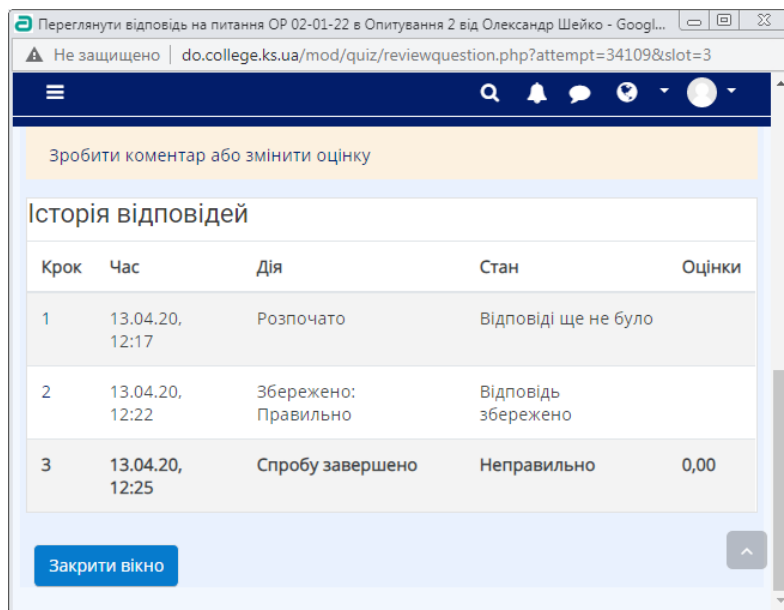 Переглянути відповідь на питання ОР 02-01-22 в Опитування 2 від Олександр Шейко - Googl...
Не защищено | do.college.ks.ua/mod/quiz/reviewquestion.php?attempt=34109&slot=3
Зробити коментар або змінити оцінку
Історія відповідей
Крок Час Дія Стан Оцінки
1 13.04.20, 12:17 Розпочато Відповіді ще не було
2 13.04.20, 12:22 Збережено: Правильно Відповідь збережено
3 13.04.20, 12:25 Спробу завершено Неправильно 0,00
Закрити вікно